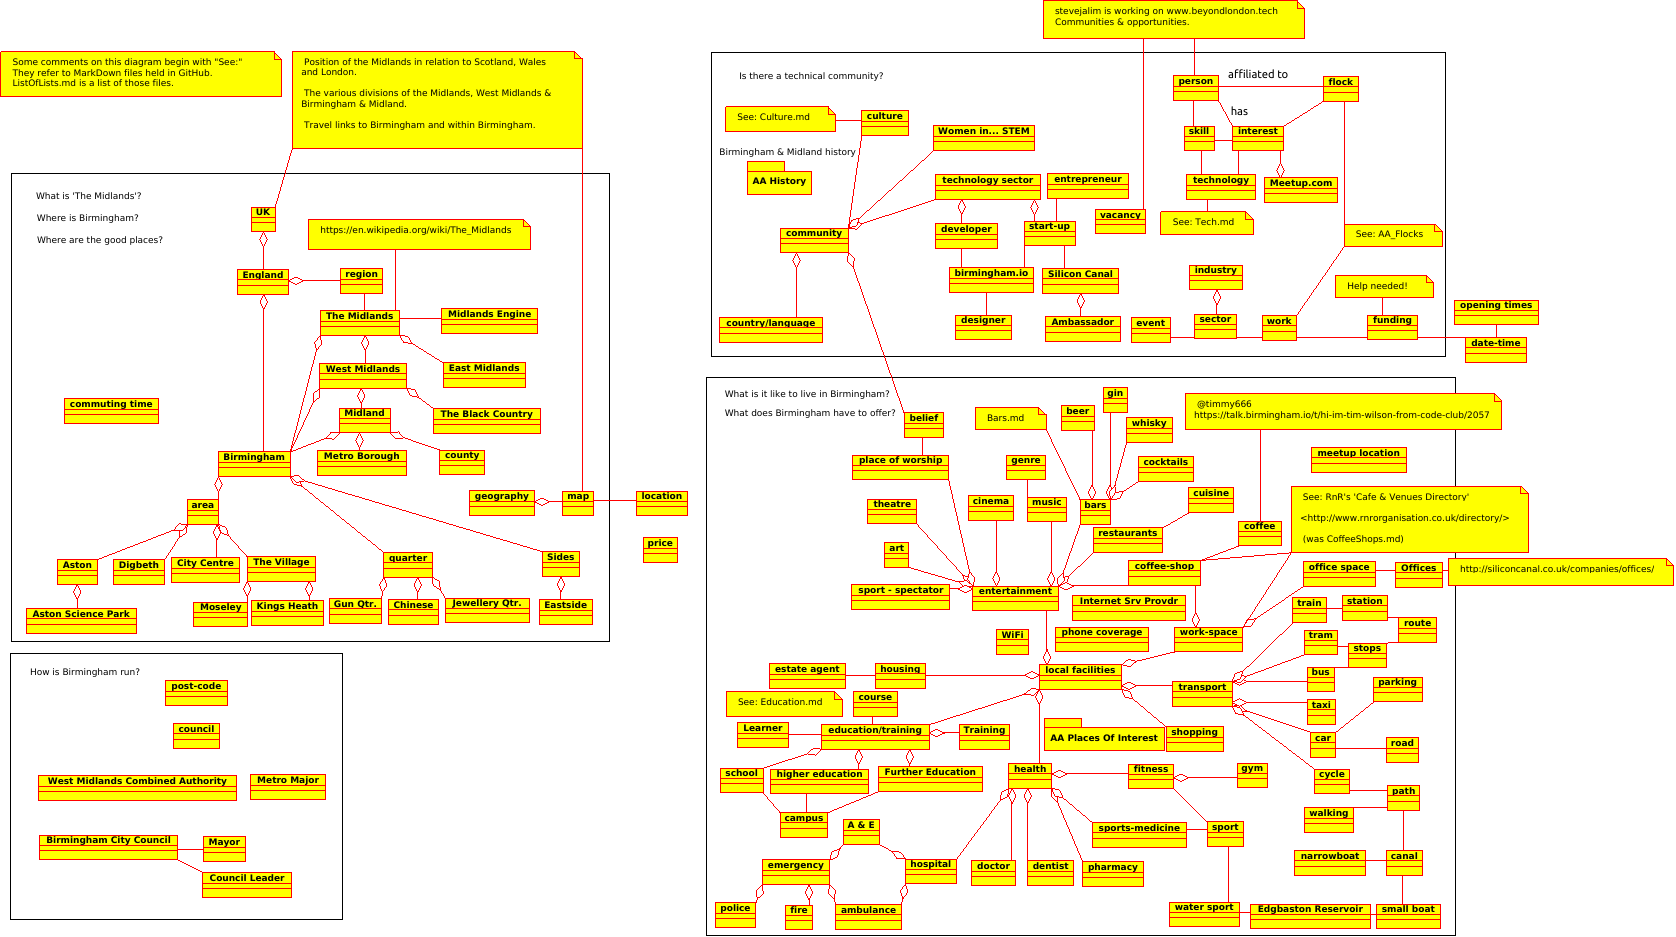 stevejalim is working on www.beyondlondon.tech
Communities & opportunities.
Some comments on this diagram begin with "See:"
They refer to MarkDown files held in GitHub.
ListOfLists.md is a list of those files.
Position of the Midlands in relation to Scotland, Wales
and London.
The various divisions of the Midlands, West Midlands &
Birmingham & Midland.
Travel links to Birmingham and within Birmingham.
What is 'The Midlands'?
Where is Birmingham?
Where are the good places?
UK
https://en.wikipedia.org/wiki/The_Midlands
England
region
The Midlands
Midlands Engine
West Midlands
East Midlands
commuting time
Midland
The Black Country
Birmingham
Metro Borough
county
area
geography
map
location
price
Aston
Digbeth
City Centre
The Village
quarter
Sides
Aston Science Park
Moseley
Kings Heath
Gun Qtr.
Chinese
Jewellery Qtr.
Eastside
How is Birmingham run?
post-code
council
West Midlands Combined Authority
Metro Major
Birmingham City Council
Mayor
Council Leader
Is there a technical community?
person
affiliated to
flock
has
See: Culture.md
culture
Women in... STEM
skill
interest
Birmingham & Midland history
AA History
technology sector
entrepreneur
technology
Meetup.com
vacancy
See: Tech.md
community
developer
start-up
See: AA_Flocks
birmingham.io
Silicon Canal
industry
Help needed!
country/language
designer
Ambassador
event
sector
work
funding
opening times
date-time
What is it like to live in Birmingham?
What does Birmingham have to offer?
belief
Bars.md
beer
gin
whisky
@timmy666
https://talk.birmingham.io/t/hi-im-tim-wilson-from-code-club/2057
place of worship
genre
cocktails
meetup location
theatre
cinema
music
bars
cuisine
See: RnR's 'Cafe & Venues Directory'
<http://www.rnrorganisation.co.uk/directory/>
(was CoffeeShops.md)
art
restaurants
coffee
sport - spectator
entertainment
coffee-shop
office space
Offices
http://siliconcanal.co.uk/companies/offices/
Internet Srv Provdr
train
station
WiFi
phone coverage
work-space
tram
route
stops
estate agent
housing
local facilities
transport
bus
parking
See: Education.md
course
taxi
Learner
education/training
Training
AA Places Of Interest
shopping
car
road
school
higher education
Further Education
health
fitness
gym
cycle
path
campus
A & E
sports-medicine
sport
walking
emergency
hospital
doctor
dentist
pharmacy
narrowboat
canal
police
fire
ambulance
water sport
Edgbaston Reservoir
small boat